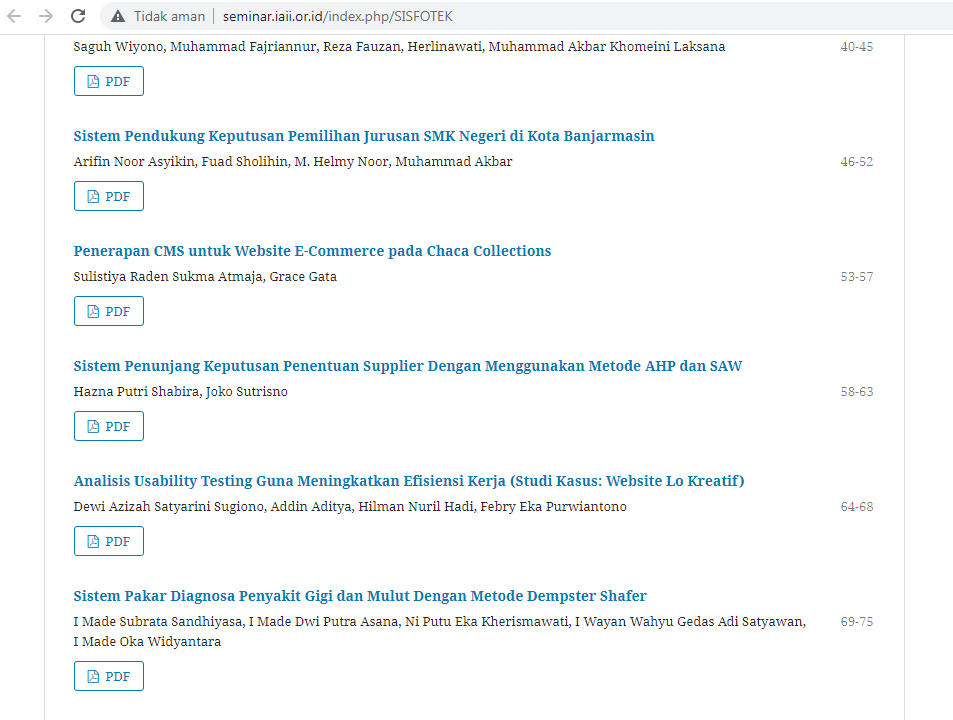 Tidak aman | seminar.iaii.or.id/index.php/SISFOTEK
Saguh Wiyono, Muhammad Fajriannur, Reza Fauzan, Herlinawati, Muhammad Akbar Khomeini Laksana 40-45
PDF
Sistem Pendukung Keputusan Pemilihan Jurusan SMK Negeri di Kota Banjarmasin
Arifin Noor Asyikin, Fuad Sholihin, M. Helmy Noor, Muhammad Akbar 46-52
PDF
Penerapan CMS untuk Website E-Commerce pada Chaca Collections
Sulistiya Raden Sukma Atmaja, Grace Gata 53-57
PDF
Sistem Penunjang Keputusan Penentuan Supplier Dengan Menggunakan Metode AHP dan SAW
Hazna Putri Shabira, Joko Sutrisno 58-63
PDF
Analisis Usability Testing Guna Meningkatkan Efisiensi Kerja (Studi Kasus: Website Lo Kreatif)
Dewi Azizah Satyarini Sugiono, Addin Aditya, Hilman Nuril Hadi, Febry Eka Purwiantono 64-68
PDF
Sistem Pakar Diagnosa Penyakit Gigi dan Mulut Dengan Metode Dempster Shafer
I Made Subrata Sandhiyasa, I Made Dwi Putra Asana, Ni Putu Eka Kherismawati, I Wayan Wahyu Gedas Adi Satyawan, 69-75
I Made Oka Widyantara
PDF